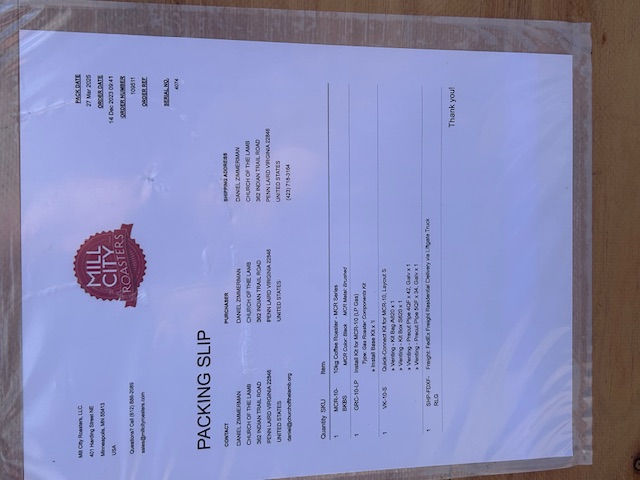 Mill City Roasters, LLC.
401 Harding Street NE
Minneapolis, MN 55413
USA
Questions? Call (612) 886-2089
sales@millcityroasters.com
MILL
CITY
ROASTERS
PACK DATE
27 Mar 2025
ORDER DATE
14 Dec 2023 09:41
ORDER NUMBER
109511
ORDER REF
SERIAL NO.
4074
PACKING SLIP
CONTACT
DANIEL ZIMMERMAN
CHURCH OF THE LAMB
362 INDIAN TRAIL ROAD
PENN LAIRD VIRGINIA 22846
UNITED STATES
daniel@churchofthelamb.org
PURCHASER
DANIEL ZIMMERMAN
CHURCH OF THE LAMB
362 INDIAN TRAIL ROAD
PENN LAIRD VIRGINIA 22846
UNITED STATES
SHIPPING ADDRESS
DANIEL ZIMMERMAN
CHURCH OF THE LAMB
362 INDIAN TRAIL ROAD
PENN LAIRD VIRGINIA 22846
UNITED STATES
(423) 718-3164
Quantity SKU Item
1 MCR-10- 10kg Coffee Roaster - MCR Series
BKBS MCR Color: Black MCR Metal: Brushed
1 GRC-10-LP Install Kit for MCR-10 (LP Gas)
Type: Gas Roaster Components Kit
» Install Base Kit x 1
1 VK-10-S Quick-Connect Kit for MCR-10, Layout S
» Venting - Kit Bag A620 x 1
» Venting - Kit Box S620 x 1
» Venting - Precut Pipe 4QF x 42, Galv x 1
» Venting - Precut Pipe 5QF x 34, Galv x 1
1 SHP-FDXF- Freight: FedEx Freight Residential Delivery via Liftgate Truck
RLG
Thank you!